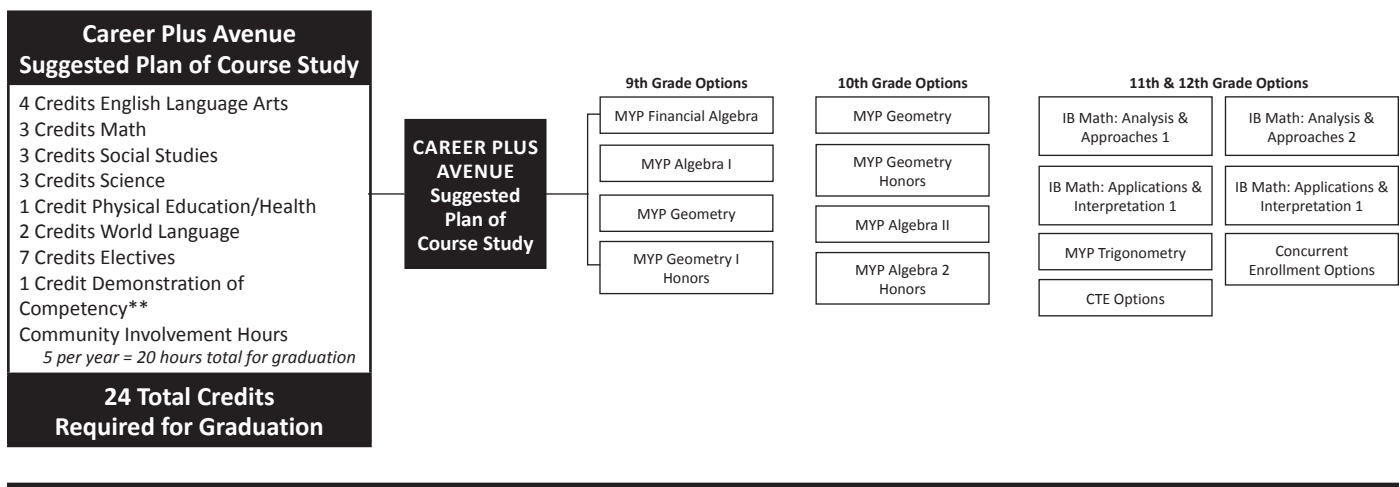 Career Plus Avenue
Suggested Plan of Course Study
4 Credits English Language Arts
3 Credits Math
3 Credits Social Studies
3 Credits Science
1 Credit Physical Education/Health
2 Credits World Language
7 Credits Electives
1 Credit Demonstration of
Competency**
Community Involvement Hours
5 per year = 20 hours total for graduation
24 Total Credits
Required for Graduation
CAREER PLUS
AVENUE
Suggested
Plan of
Course Study
9th Grade Options
MYP Financial Algebra
MYP Algebra I
MYP Geometry
MYP Geometry I
Honors
10th Grade Options
MYP Geometry
MYP Geometry
Honors
MYP Algebra II
MYP Algebra 2
Honors
11th & 12th Grade Options
IB Math: Analysis &
Approaches 1
IB Math: Analysis &
Approaches 2
IB Math: Applications &
Interpretation 1
IB Math: Applications &
Interpretation 1
MYP Trigonometry
Concurrent
Enrollment Options
CTE Options